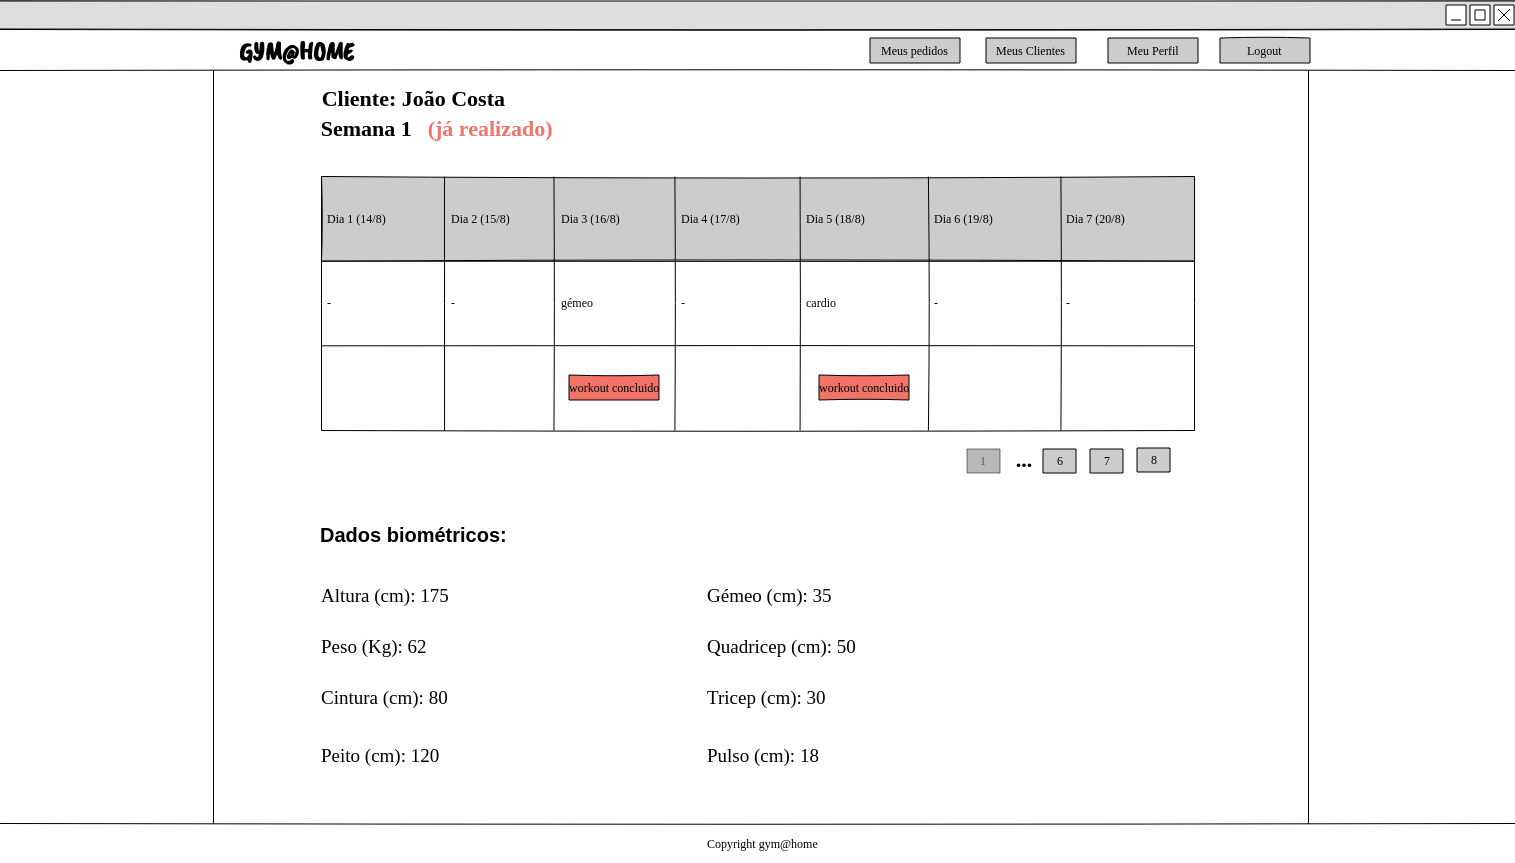 GYM@HOME
Meus pedidos Meus Clientes Meu Perfil Logout
Cliente: João Costa
Semana 1 (já realizado)
Dia 1 (14/8) Dia 2 (15/8) Dia 3 (16/8) Dia 4 (17/8) Dia 5 (18/8) Dia 6 (19/8) Dia 7 (20/8)
- - gémeo - cardio - -
workout concluido workout concluido
1 ... 6 7 8
Dados biométricos:
Altura (cm): 175 Gémeo (cm): 35
Peso (Kg): 62 Quadricep (cm): 50
Cintura (cm): 80 Tricep (cm): 30
Peito (cm): 120 Pulso (cm): 18
Copyright gym@home